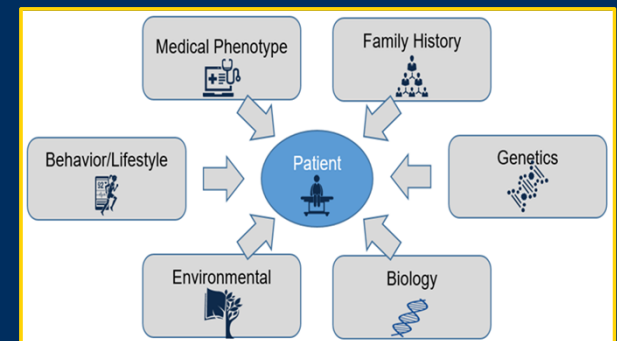 Medical Phenotype
Family History
Behavior/Lifestyle
Patient
Genetics
Environmental
Biology